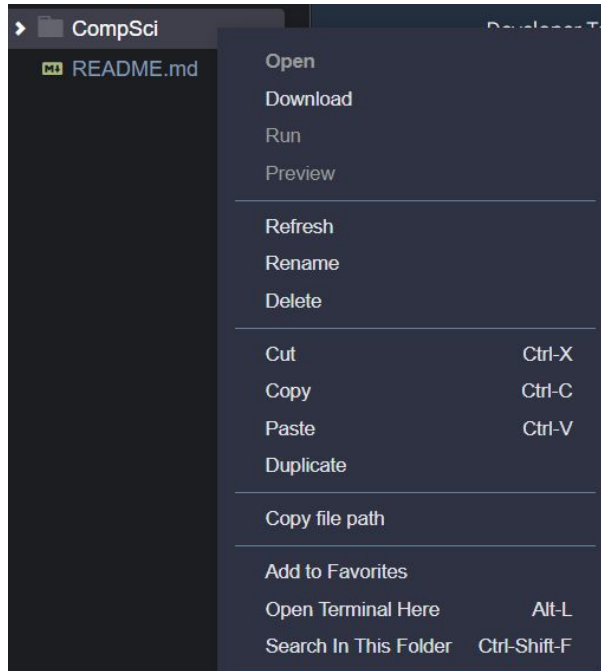 CompSci
README.md
Open
Download
Run
Preview
Refresh
Rename
Delete
Cut Ctrl-X
Copy Ctrl-C
Paste Ctrl-V
Duplicate
Copy file path
Add to Favorites
Open Terminal Here Alt-L
Search In This Folder Ctrl-Shift-F